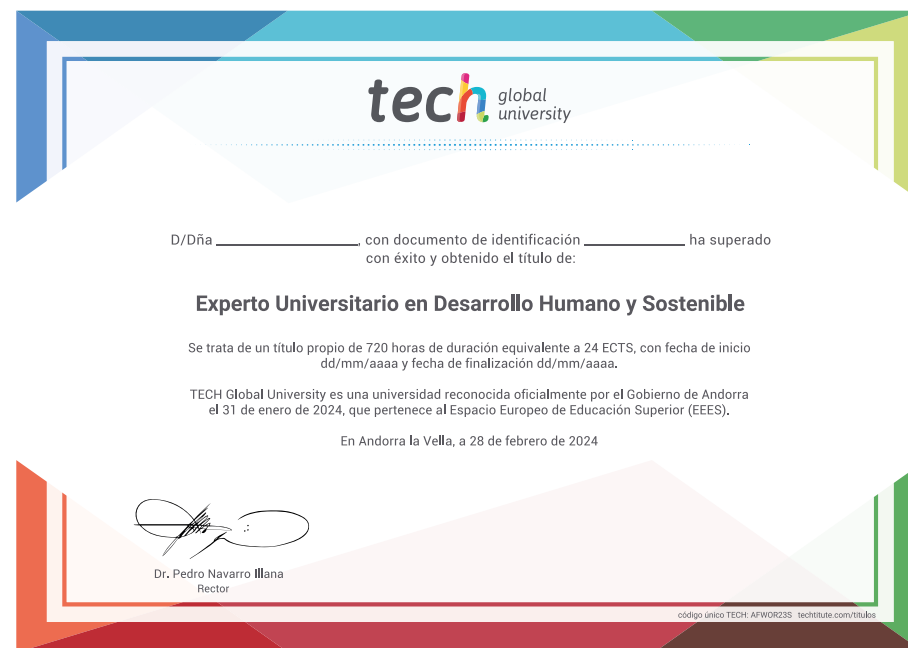 tech global university
D/Dña ____________, con documento de identificación ____________ ha superado
con éxito y obtenido el título de:
Experto Universitario en Desarrollo Humano y Sostenible
Se trata de un título propio de 720 horas de duración equivalente a 24 ECTS, con fecha de inicio
dd/mm/aaaa y fecha de finalización dd/mm/aaaa.
TECH Global University es una universidad reconocida oficialmente por el Gobierno de Andorra
el 31 de enero de 2024, que pertenece al Espacio Europeo de Educación Superior (EEES).
En Andorra la Vella, a 28 de febrero de 2024
Dr. Pedro Navarro Illana
Rector
código único TECH: AFWOR23S techtitute.com/titulos